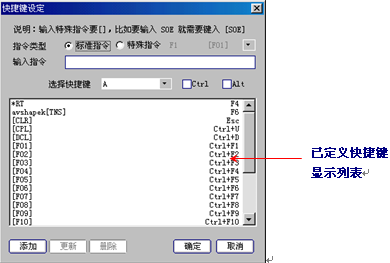 快捷键设定
说明: 输入特殊指令要[], 比如要输入 SOE 就需要键入 [SOE]
指令类型 标准指令 特殊指令 F1 [F01]
输入指令
选择快捷键 A Ctrl Alt
*RT F4
avshapek[TNS] F6
[CLR] Esc
[CPL] Ctrl+U
[DCL] Ctrl+D
[F01] Ctrl+F1
[F02] Ctrl+F2
[F03] Ctrl+F3
[F04] Ctrl+F4
[F05] Ctrl+F5
[F06] Ctrl+F6
[F07] Ctrl+F7
[F08] Ctrl+F8
[F09] Ctrl+F9
[F10] Ctrl+F10
已定义快捷键
显示列表
添加 更新 删除 确定 取消